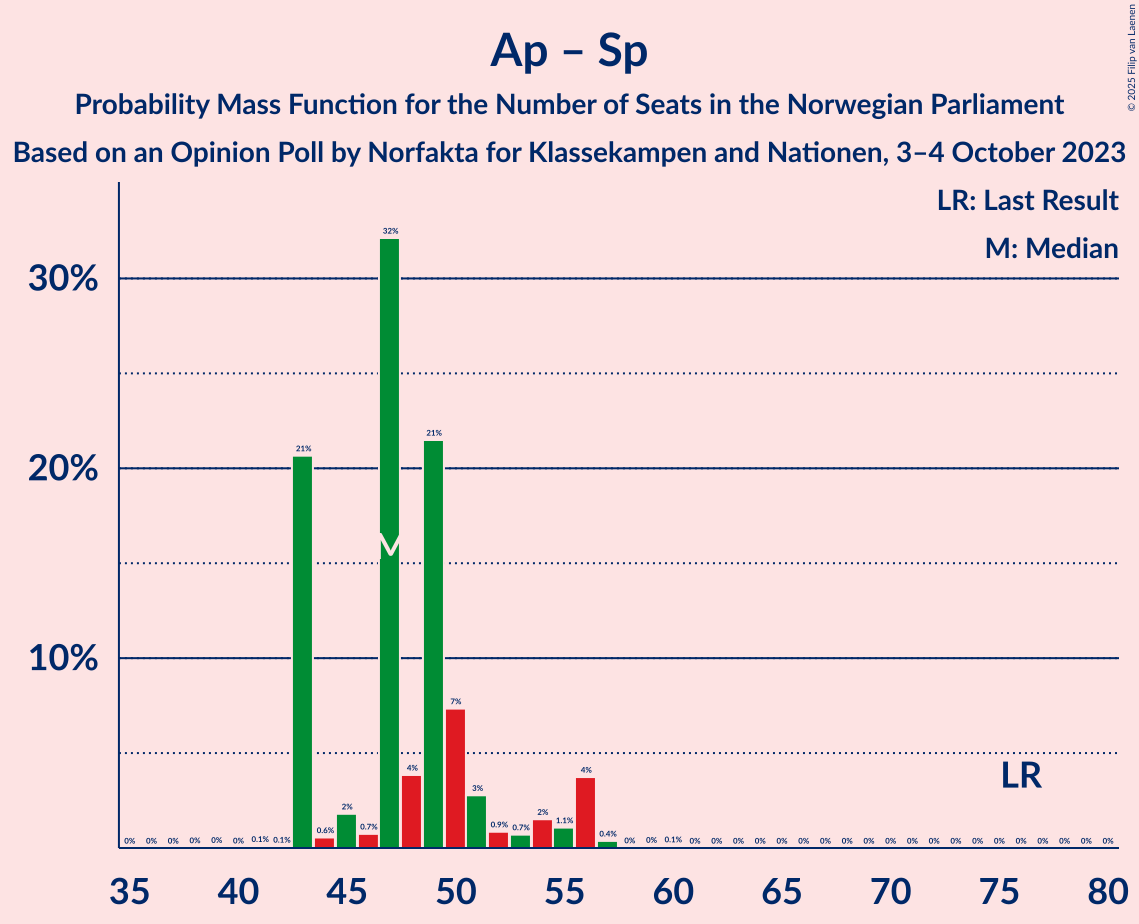 © 2025 Filip van Laenen
Ap – Sp
Probability Mass Function for the Number of Seats in the Norwegian Parliament
Based on an Opinion Poll by Norfakta for Klassekampen and Nationen, 3–4 October 2023
LR: Last Result
M: Median
30%
20%
10%
0% 0% 0% 0% 0% 0% 0.1% 0.1% 21% 0.6% 2% 0.7% 32% 4% 21% 7% 3% 0.9% 0.7% 2% 1.1% 4% 0.4% 0% 0% 0.1% 0% 0% 0% 0% 0% 0% 0% 0% 0% 0% 0% 0% 0% 0% 0% 0% 0% 0% 0% 0%
M
LR
35 40 45 50 55 60 65 70 75 80